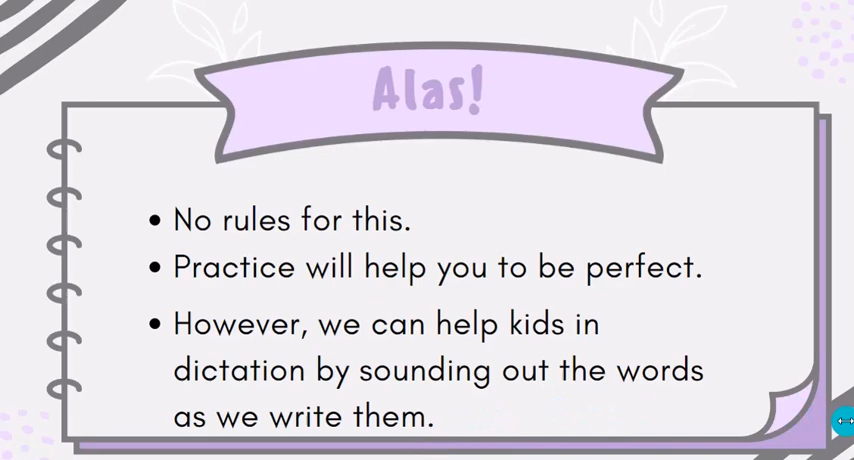 Alas!
• No rules for this.
• Practice will help you to be perfect.
• However, we can help kids in
dictation by sounding out the words
as we write them.